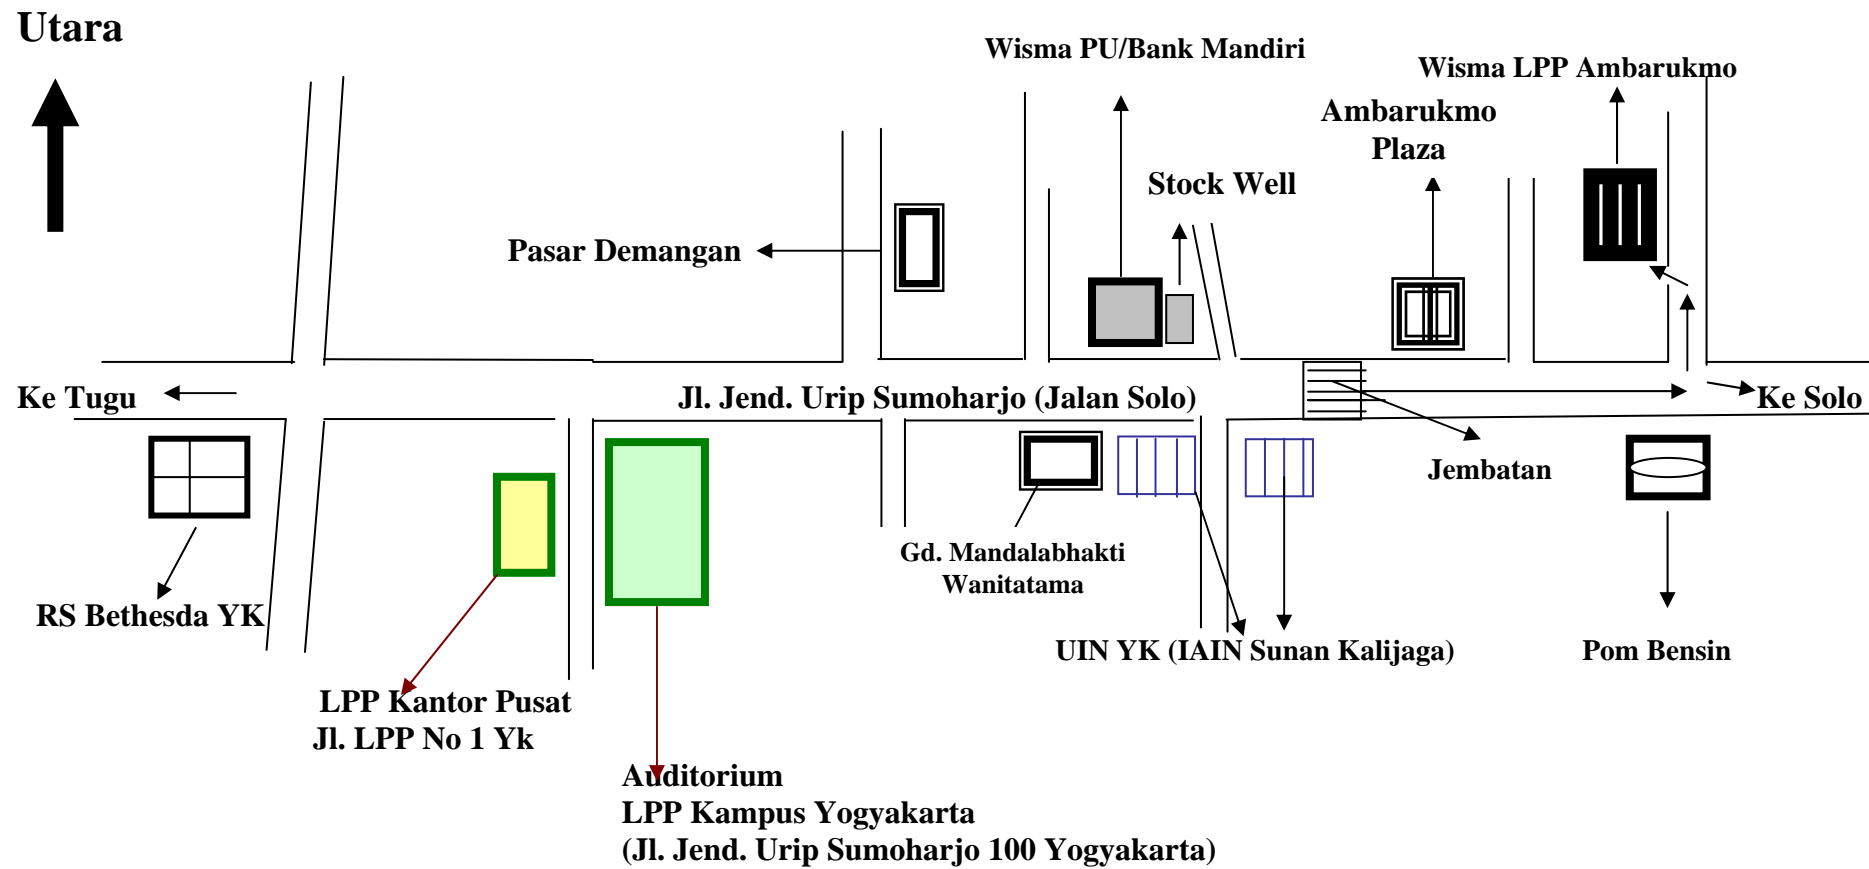 Utara
Wisma PU/Bank Mandiri
Wisma LPP Ambarukmo
Ambarukmo
Plaza
Stock Well
Pasar Demangan
Ke Tugu
Jl. Jend. Urip Sumoharjo (Jalan Solo)
Ke Solo
Jembatan
Gd. Mandalabhakti
Wanitatama
RS Bethesda YK
UIN YK (IAIN Sunan Kalijaga)
Pom Bensin
LPP Kantor Pusat
Jl. LPP No 1 Yk
Auditorium
LPP Kampus Yogyakarta
(Jl. Jend. Urip Sumoharjo 100 Yogyakarta)